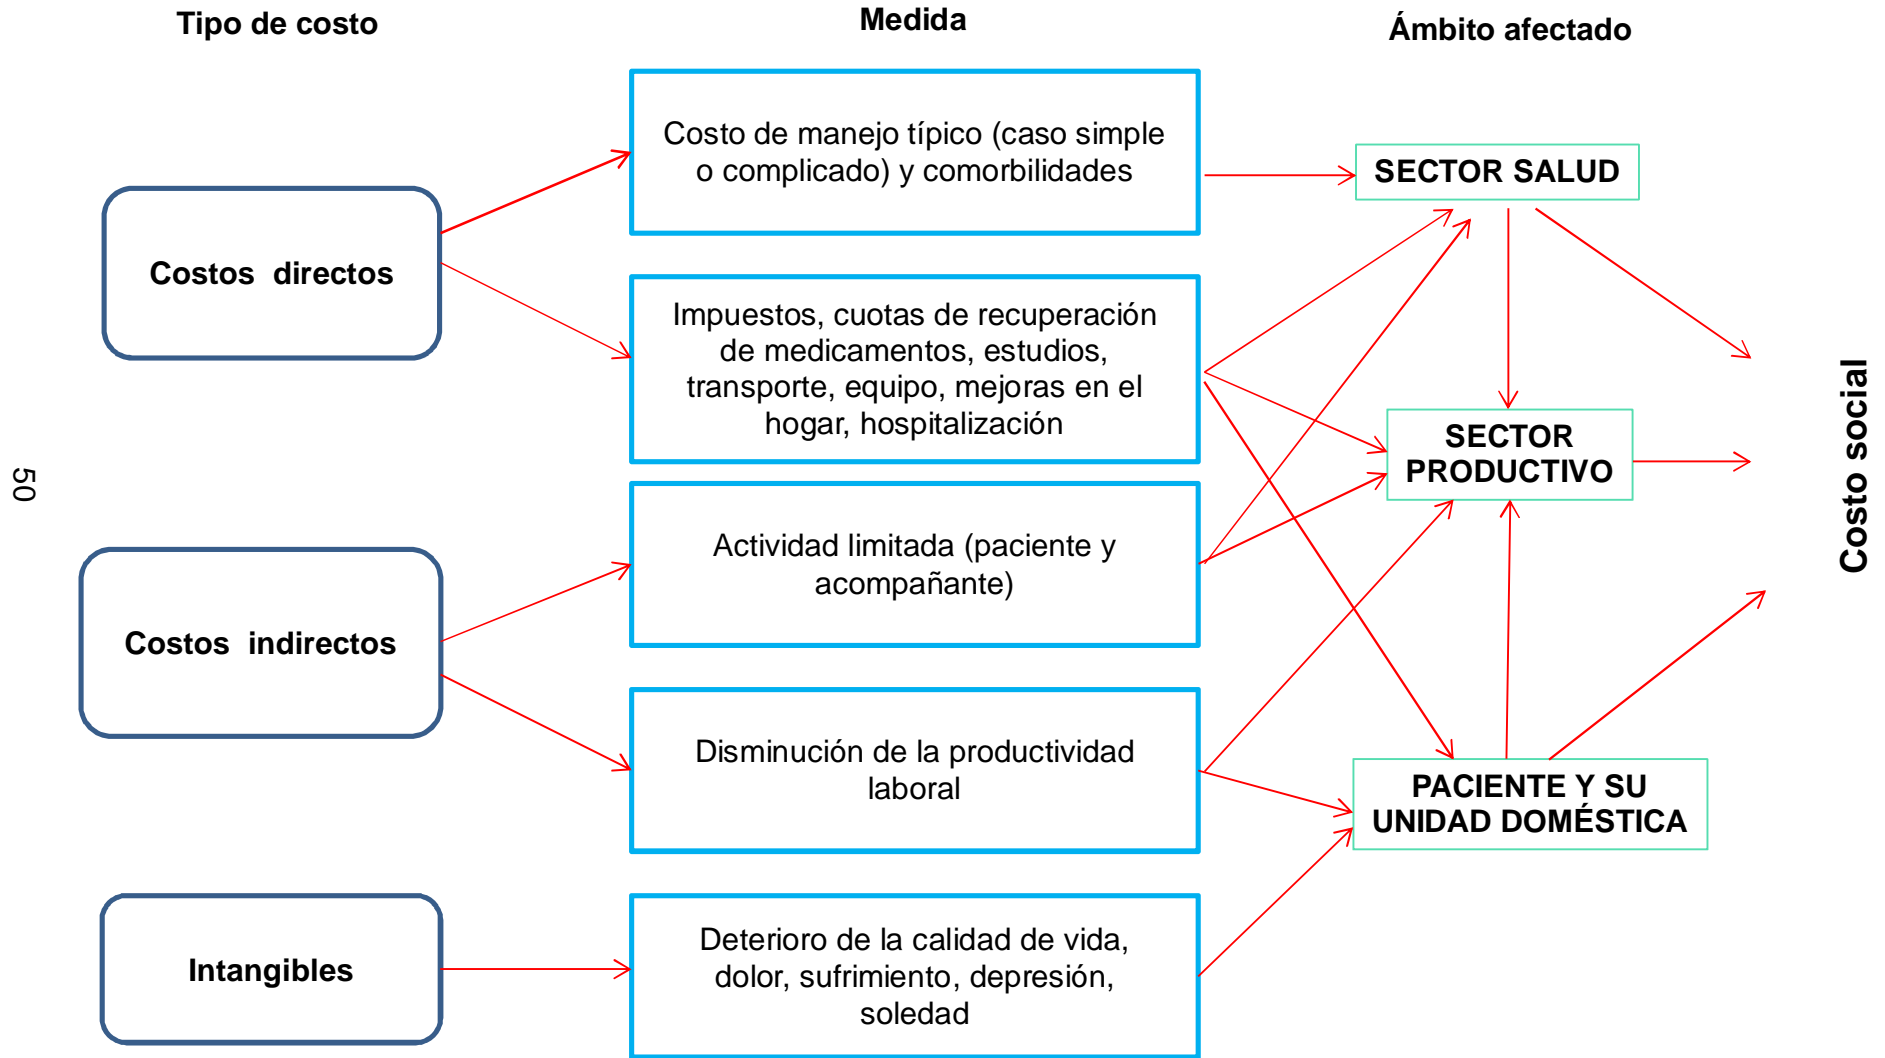 Tipo de costo
Medida
Ámbito afectado
Costos directos
Costo de manejo típico (caso simple
o complicado) y comorbilidades
SECTOR SALUD
Impuestos, cuotas de recuperación
de medicamentos, estudios,
transporte, equipo, mejoras en el
hogar, hospitalización
SECTOR
PRODUCTIVO
Costo social
50
Costos indirectos
Actividad limitada (paciente y
acompañante)
Disminución de la productividad
laboral
PACIENTE Y SU
UNIDAD DOMÉSTICA
Intangibles
Deterioro de la calidad de vida,
dolor, sufrimiento, depresión,
soledad